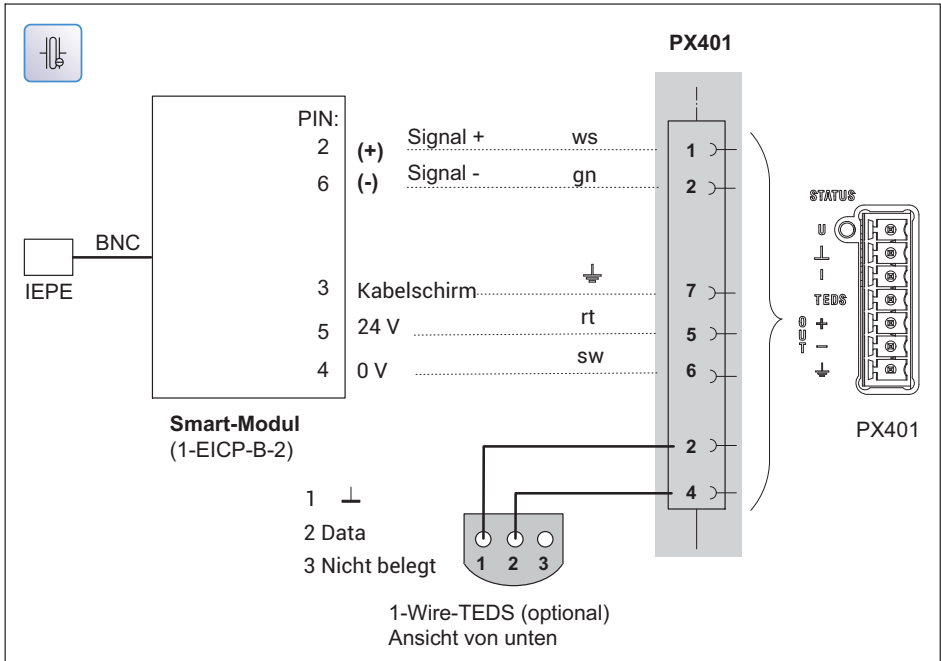 PX401
PIN:
2 (+) Signal + ws 1
6 (-) Signal - gn 2
BNC
IEPE
3 Kabelschirm 7
5 24 V rt 5
4 0 V sw 6
Smart-Modul
(1-EICP-B-2)
2
4
1
2 Data
3 Nicht belegt
1 2 3
1-Wire-TEDS (optional)
Ansicht von unten
STATUS
U
I
TEDS
OUT
+
-
PX401